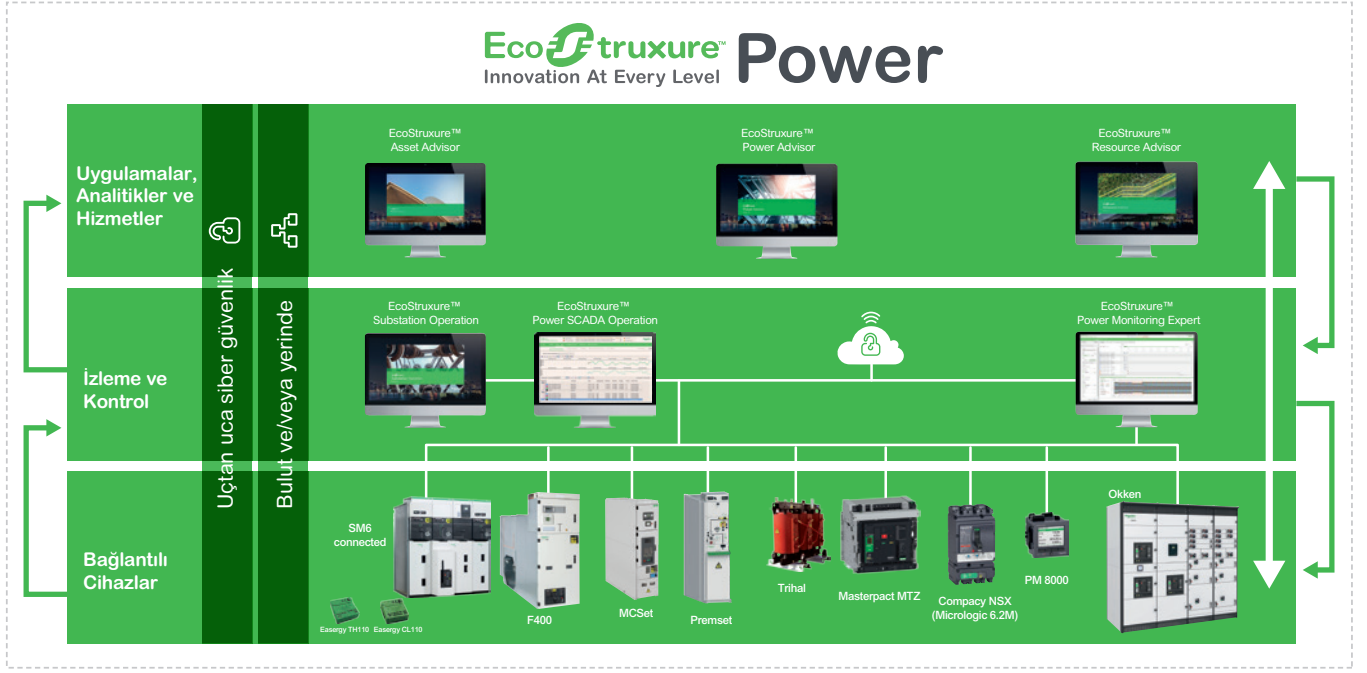 EcoStruxure™ Power
Innovation At Every Level
Uygulamalar,
Analitikler ve
Hizmetler
İzleme ve
Kontrol
Bağlantılı
Cihazlar
Uçtan uca siber güvenlik
Bulut ve/veya yerinde
EcoStruxure™
Asset Advisor
EcoStruxure™
Power Advisor
EcoStruxure™
Resource Advisor
EcoStruxure™
Substation Operation
EcoStruxure™
Power SCADA Operation
EcoStruxure™
Power Monitoring Expert
SM6
connected
Easergy TH110
Easergy CL110
F400
MCSet
Premset
Trihal
Masterpact MTZ
Compacy NSX
(Micrologic 6.2M)
PM 8000
Okken